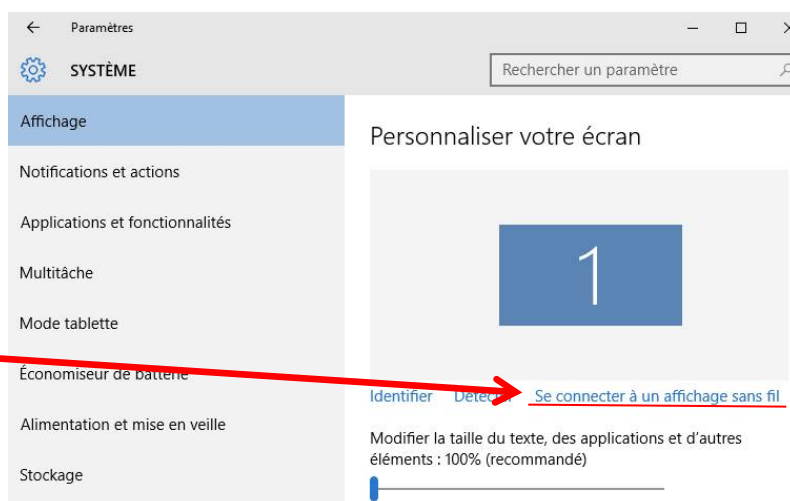 Paramètres
SYSTÈME
Rechercher un paramètre
Affichage
Notifications et actions
Applications et fonctionnalités
Multitâche
Mode tablette
Économiseur de batterie
Alimentation et mise en veille
Stockage
Personnaliser votre écran
1
Identifier Détecter Se connecter à un affichage sans fil
Modifier la taille du texte, des applications et d'autres
éléments : 100% (recommandé)